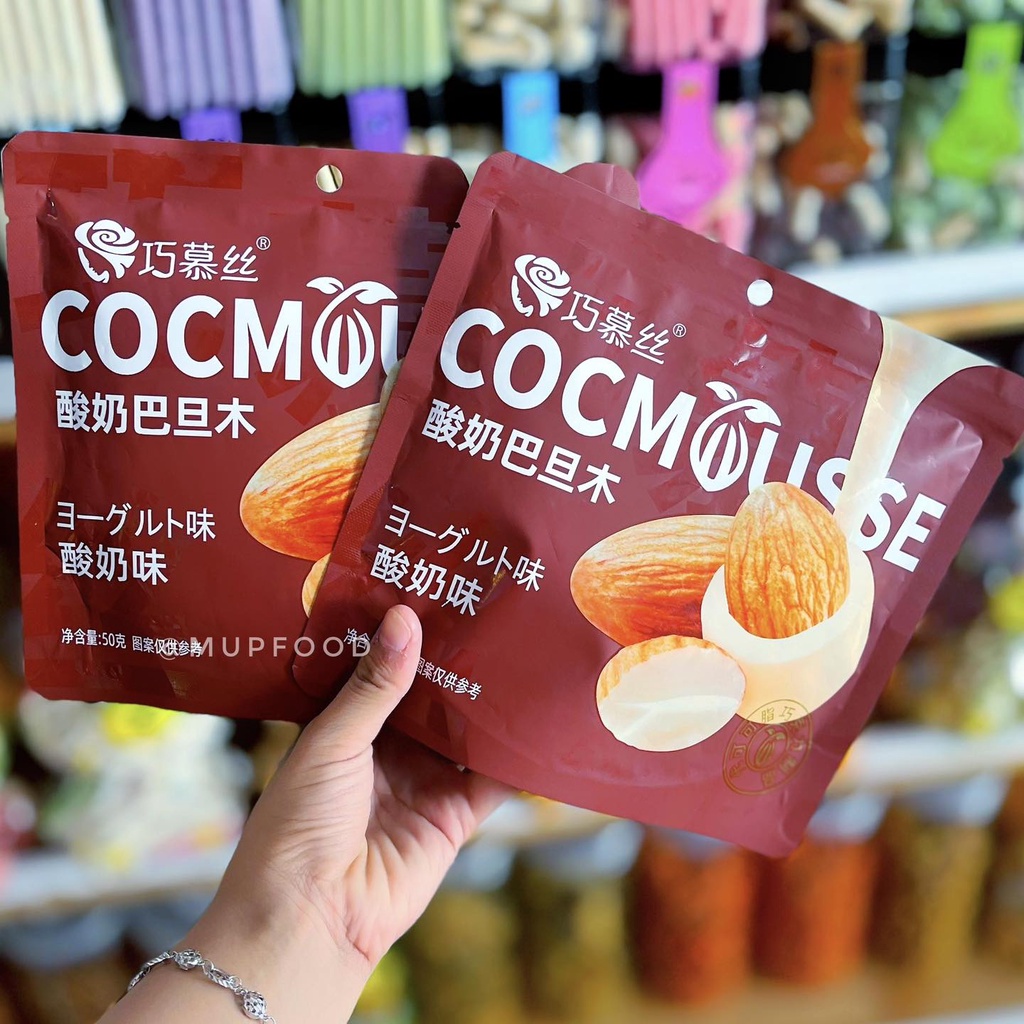 巧慕丝®
COCMOU
酸奶巴旦木
ヨーグルト味
酸奶味
净含量:50克 图案仅供参考
@MUPFOOD
巧慕丝®
COCMOUSSE
酸奶巴旦木
ヨーグルト味
酸奶味
净含
图案仅供参考